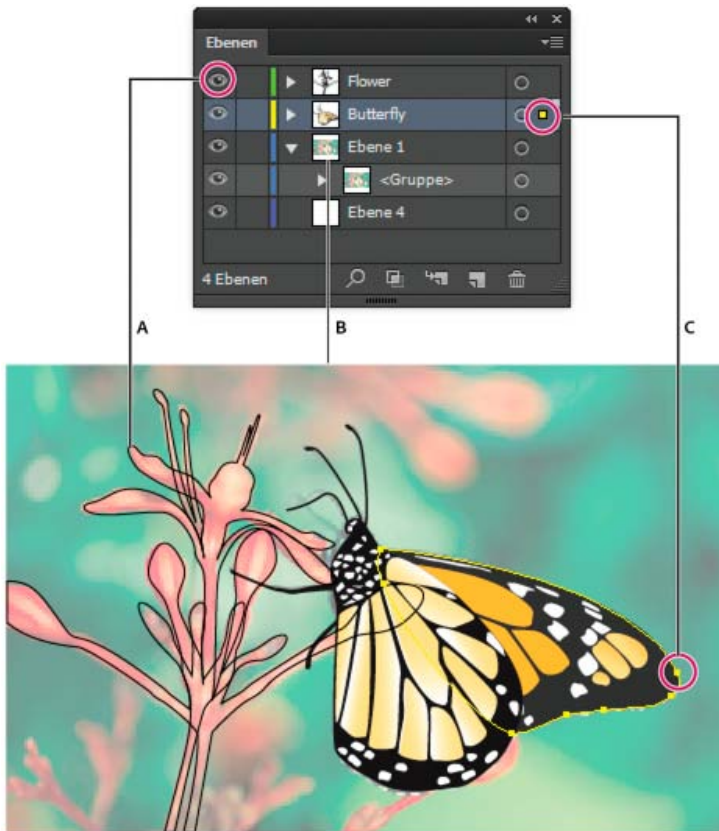 Ebenen
Flower
Butterfly
Ebene 1
<Gruppe>
Ebene 4
4 Ebenen
A
B
C